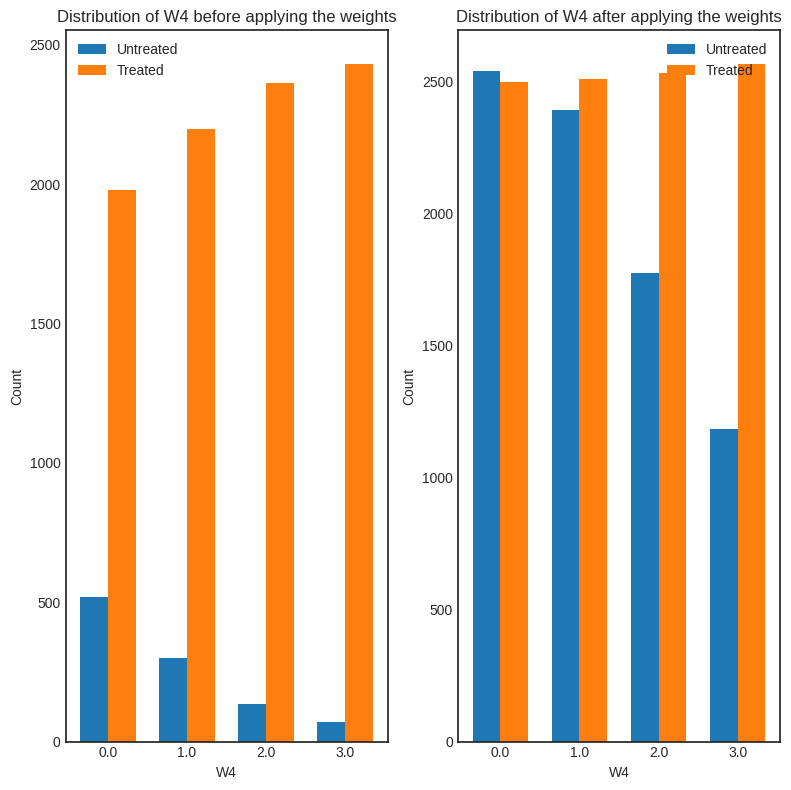 Distribution of W4 before applying the weights
Untreated
Treated
2500
2000
1500
1000
500
0
Count
0.0 1.0 2.0 3.0
W4
Distribution of W4 after applying the weights
Untreated
Treated
2500
2000
1500
1000
500
0
Count
0.0 1.0 2.0 3.0
W4